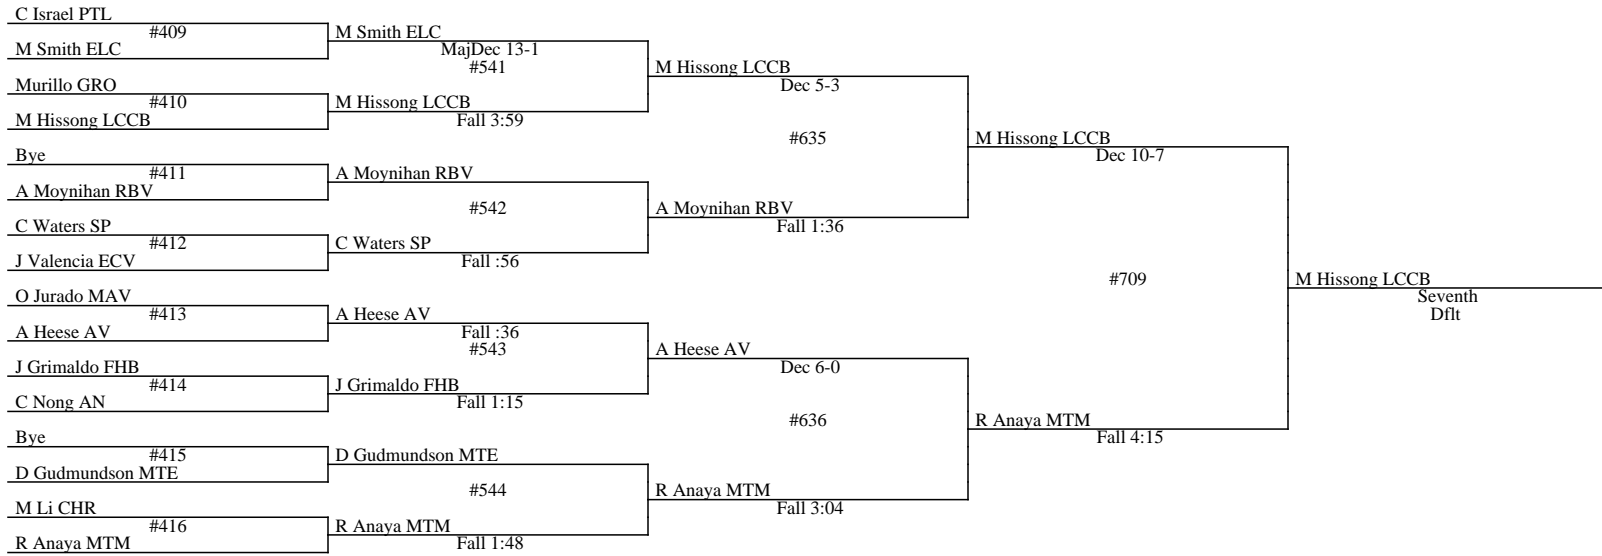 C Israel PTL
#409
M Smith ELC
Murillo GRO
#410
M Hissong LCCB
Bye
#411
A Moynihan RBV
C Waters SP
#412
J Valencia ECV
O Jurado MAV
#413
A Heese AV
J Grimaldo FHB
#414
C Nong AN
Bye
#415
D Gudmundson MTE
M Li CHR
#416
R Anaya MTM
M Smith ELC
MajDec 13-1
#541
M Hissong LCCB
Fall 3:59
A Moynihan RBV
#542
C Waters SP
Fall :56
A Heese AV
Fall :36
#543
J Grimaldo FHB
Fall 1:15
D Gudmundson MTE
#544
R Anaya MTM
Fall 1:48
M Hissong LCCB
Dec 5-3
#635
A Moynihan RBV
Fall 1:36
A Heese AV
Dec 6-0
#636
R Anaya MTM
Fall 3:04
M Hissong LCCB
Dec 10-7
#709
R Anaya MTM
Fall 4:15
M Hissong LCCB
Seventh
Dflt